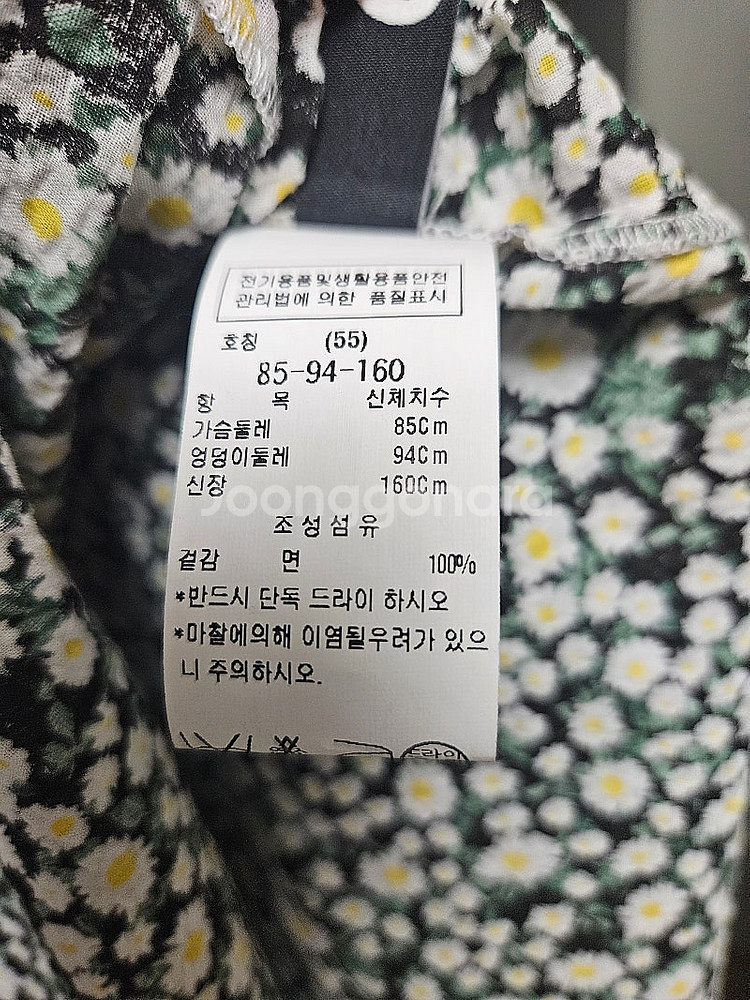 전기용품및생활용품안전
관리법에 의한 품질표시
호칭 (55)
85-94-160
항 목 신체치수
가슴둘레 85Cm
엉덩이둘레 94Cm
신장 160Cm
Joonggonara
조성섬유
겉감 면 100%
*반드시 단독 드라이 하시오
*마찰에의해 이염될우려가 있으
니 주의하시오.
드라이